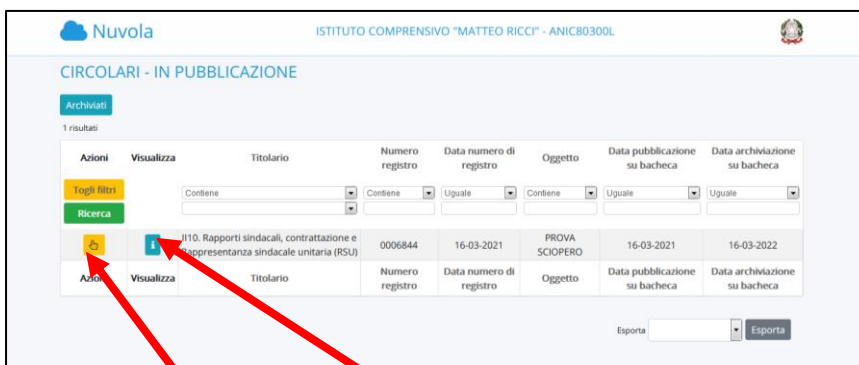 Nuvola
ISTITUTO COMPRENSIVO "MATTEO RICCI" - ANIC80300L
CIRCOLARI - IN PUBBLICAZIONE
Archiviati
1 risultati
Azioni Visualizza Titolario Numero registro Data numero di registro Oggetto Data pubblicazione su bacheca Data archiviazione su bacheca
Togli filtri Contiene Contiene Uguale Contiene Uguale Uguale
Ricerca
II10. Rapporti sindacali, contrattazione e Rappresentanza sindacale unitaria (RSU) 0006844 16-03-2021 PROVA SCIOPERO 16-03-2021 16-03-2022
Azioni Visualizza Titolario Numero registro Data numero di registro Oggetto Data pubblicazione su bacheca Data archiviazione su bacheca
Esporta Esporta